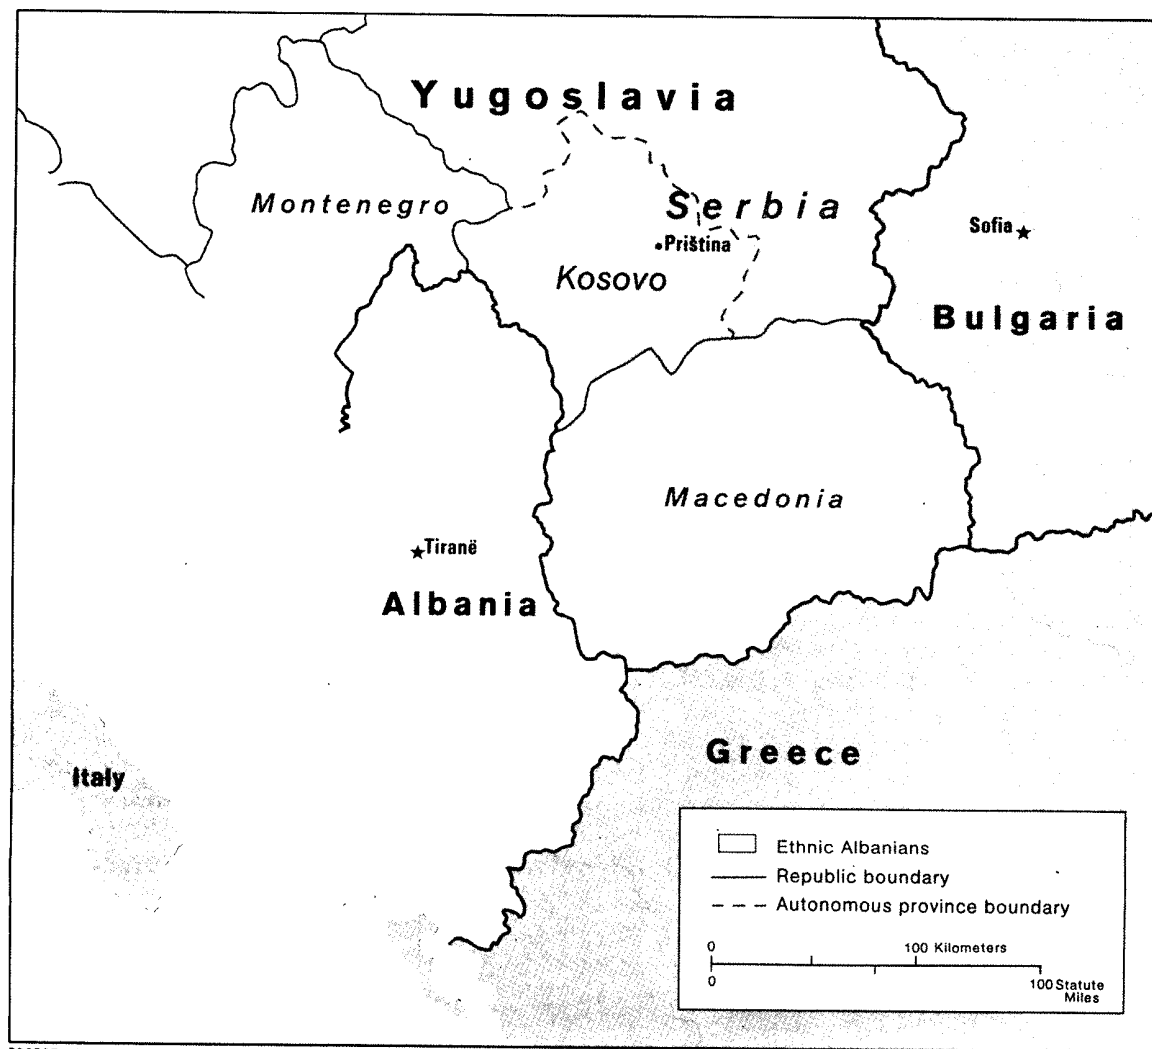 Yugoslavia
Montenegro
Serbia
Sofia
Priština
Kosovo
Bulgaria
Macedonia
Tiranë
Albania
Greece
Italy
Ethnic Albanians
Republic boundary
Autonomous province boundary
0 100 Kilometers
0 100 Statute
Miles